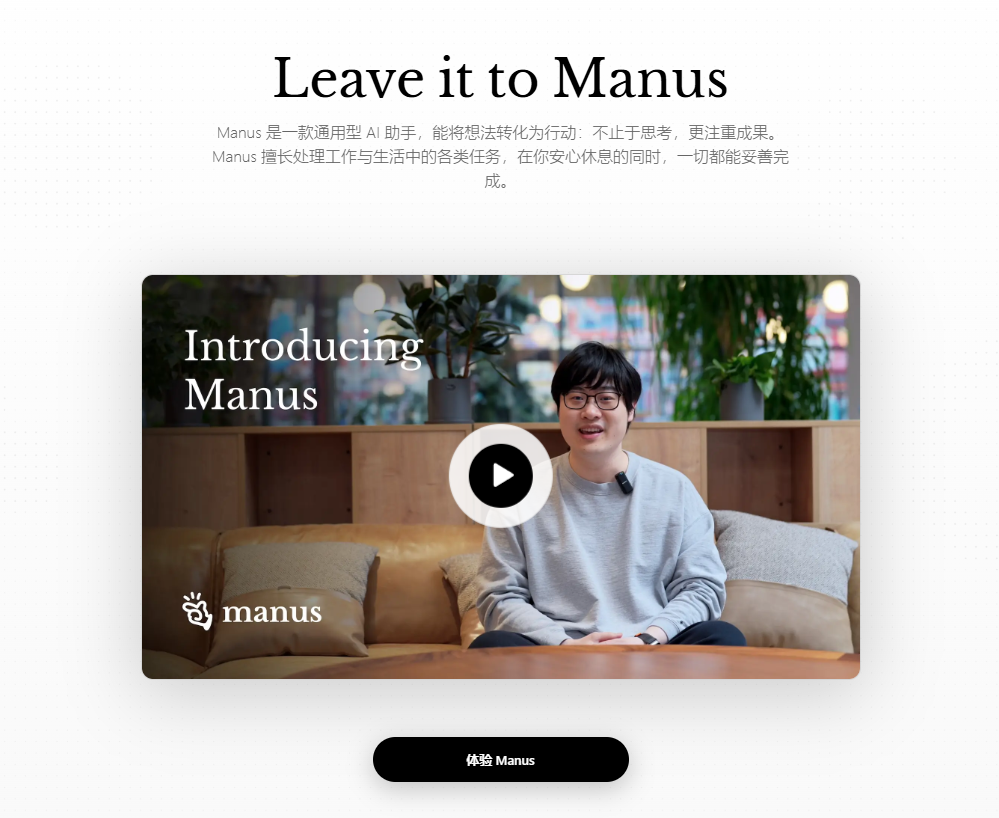 Leave it to Manus
Manus 是一款通用型 AI 助手，能将想法转化为行动：不止于思考，更注重成果。
Manus 擅长处理工作与生活中的各类任务，在你安心休息的同时，一切都能妥善完
成。
Introducing
Manus
manus
体验 Manus